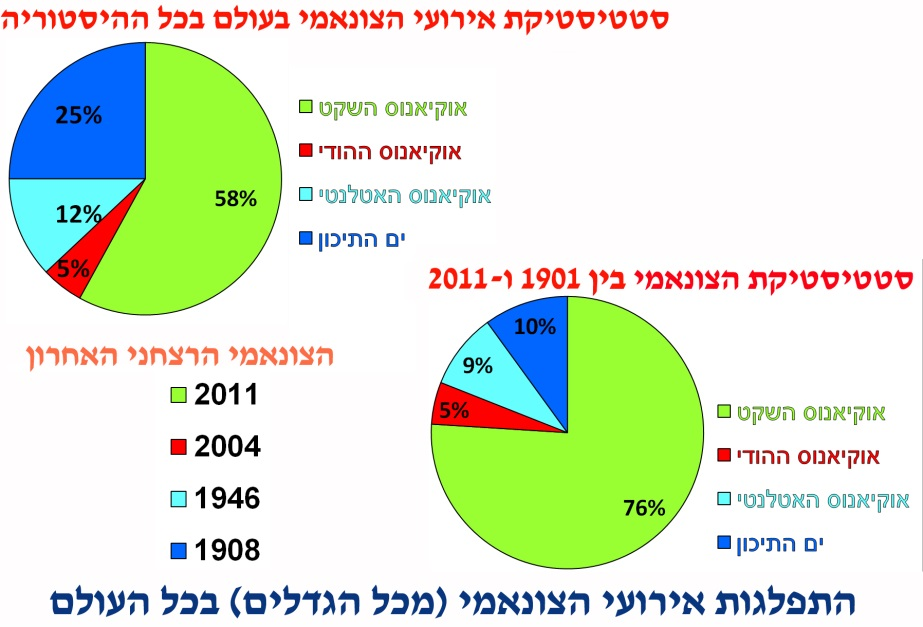 סטטיסטיקת אירועי הצונאמי בעולם בכל ההיסטוריה
25%
58%
12%
5%
אוקיאנוס השקט
אוקיאנוס ההודי
אוקיאנוס האטלנטי
ים התיכון
סטטיסטיקת הצונאמי בין 1901 ו-2011
10%
9%
5%
76%
אוקיאנוס השקט
אוקיאנוס ההודי
אוקיאנוס האטלנטי
ים התיכון
הצונאמי הרצחני האחרון
2011
2004
1946
1908
התפלגות אירועי הצונאמי (מכל הגדלים) בכל העולם